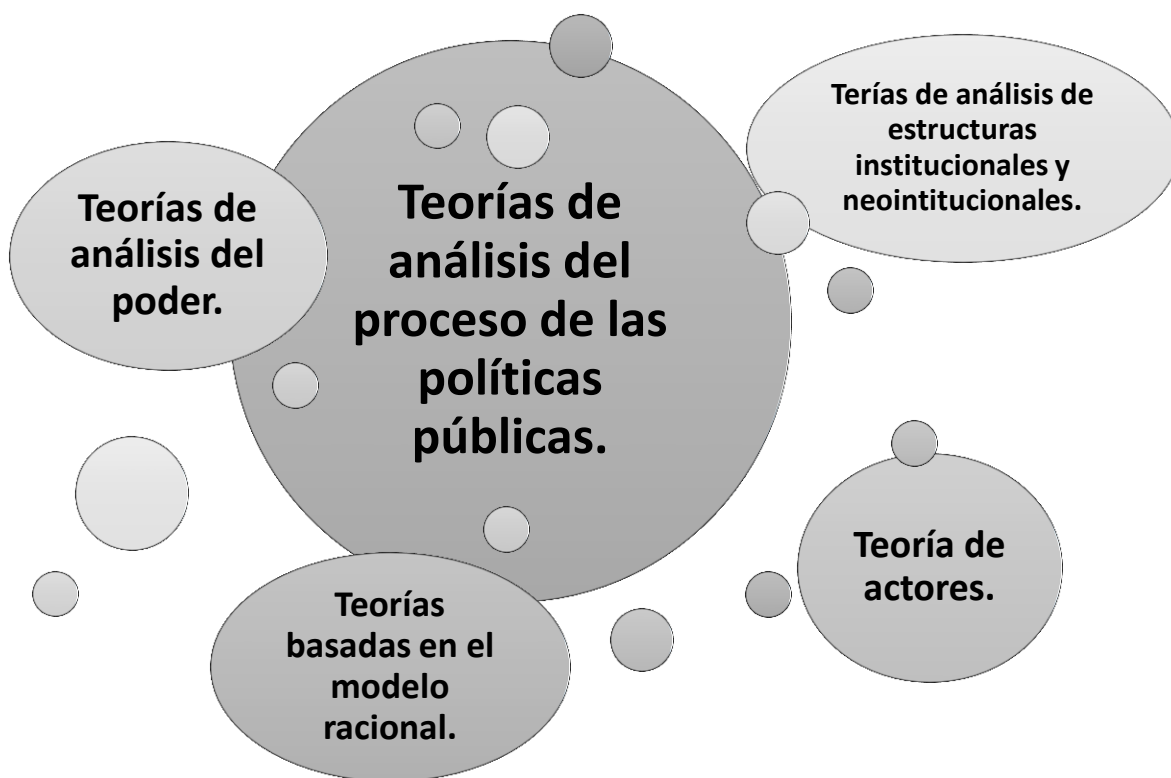 Teorías de
análisis del
proceso de las
políticas
públicas.
Teorías de
análisis del
poder.
Terías de análisis de
estructuras
institucionales y
neointitucionales.
Teorías
basadas en el
modelo
racional.
Teoría de
actores.